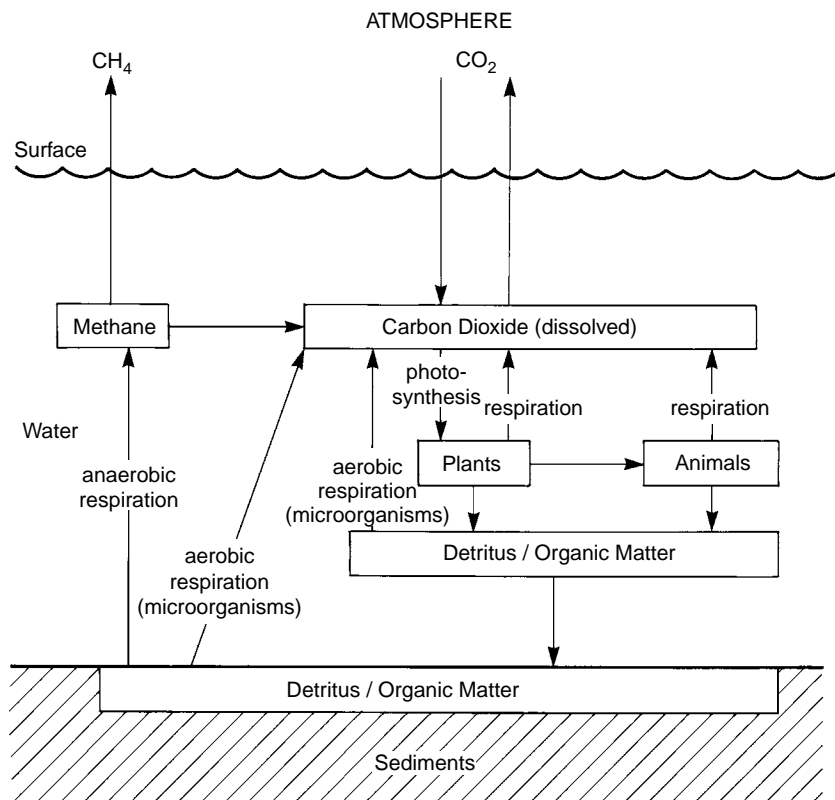 ATMOSPHERE
CH4
CO2
Surface
Methane
Carbon Dioxide (dissolved)
photo-
synthesis
respiration
respiration
Water
anaerobic
respiration
Plants
Animals
aerobic
respiration
(microorganisms)
aerobic
respiration
(microorganisms)
Detritus / Organic Matter
Detritus / Organic Matter
Sediments